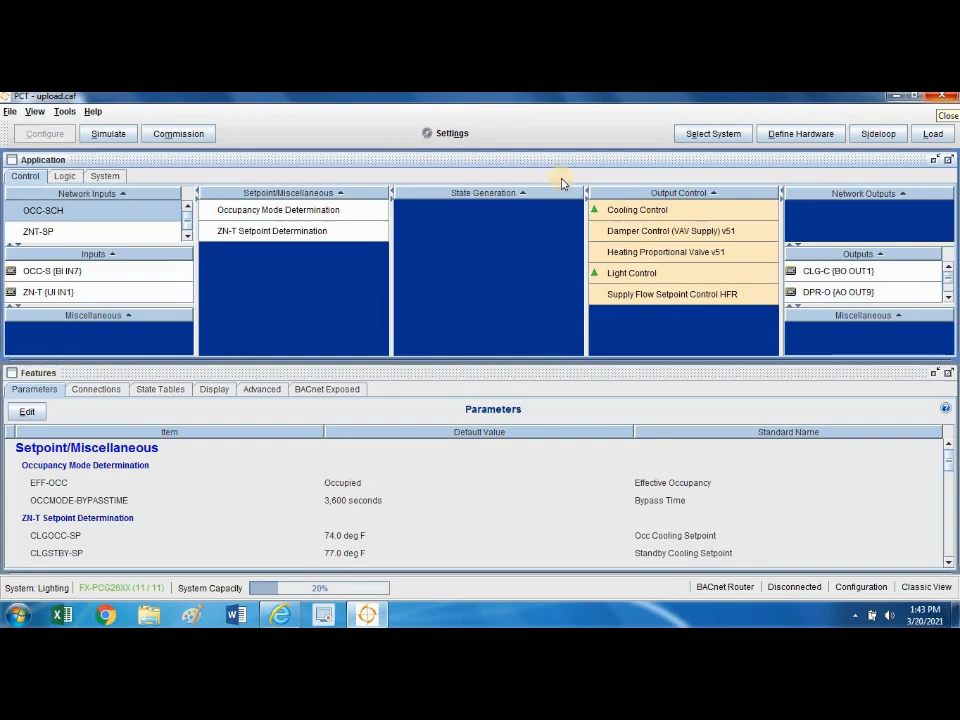 PCT - upload.caf
Close
File View Tools Help
Configure Simulate Commission Settings Select System Define Hardware Sideloop Load
Application
Control Logic System
Network Inputs Setpoint/Miscellaneous State Generation Output Control Network Outputs
OCC-SCH Occupancy Mode Determination Cooling Control
ZNT-SP ZN-T Setpoint Determination Damper Control (VAV Supply) v51
Inputs Heating Proportional Valve v51 Outputs
OCC-S {BI IN7} Light Control CLG-C {BO OUT1}
ZN-T {UI IN1} Supply Flow Setpoint Control HFR DPR-O {AO OUT9}
Miscellaneous Miscellaneous
Features
Parameters Connections State Tables Display Advanced BACnet Exposed
Edit Parameters
Item Default Value Standard Name
Setpoint/Miscellaneous
Occupancy Mode Determination
EFF-OCC Occupied Effective Occupancy
OCCMODE-BYPASSTIME 3,600 seconds Bypass Time
ZN-T Setpoint Determination
CLGOCC-SP 74.0 deg F Occ Cooling Setpoint
CLGSTBY-SP 77.0 deg F Standby Cooling Setpoint
System: Lighting FX-PCG26XX (11 / 11) System Capacity 20% BACnet Router Disconnected Configuration Classic View
1:43 PM
3/20/2021